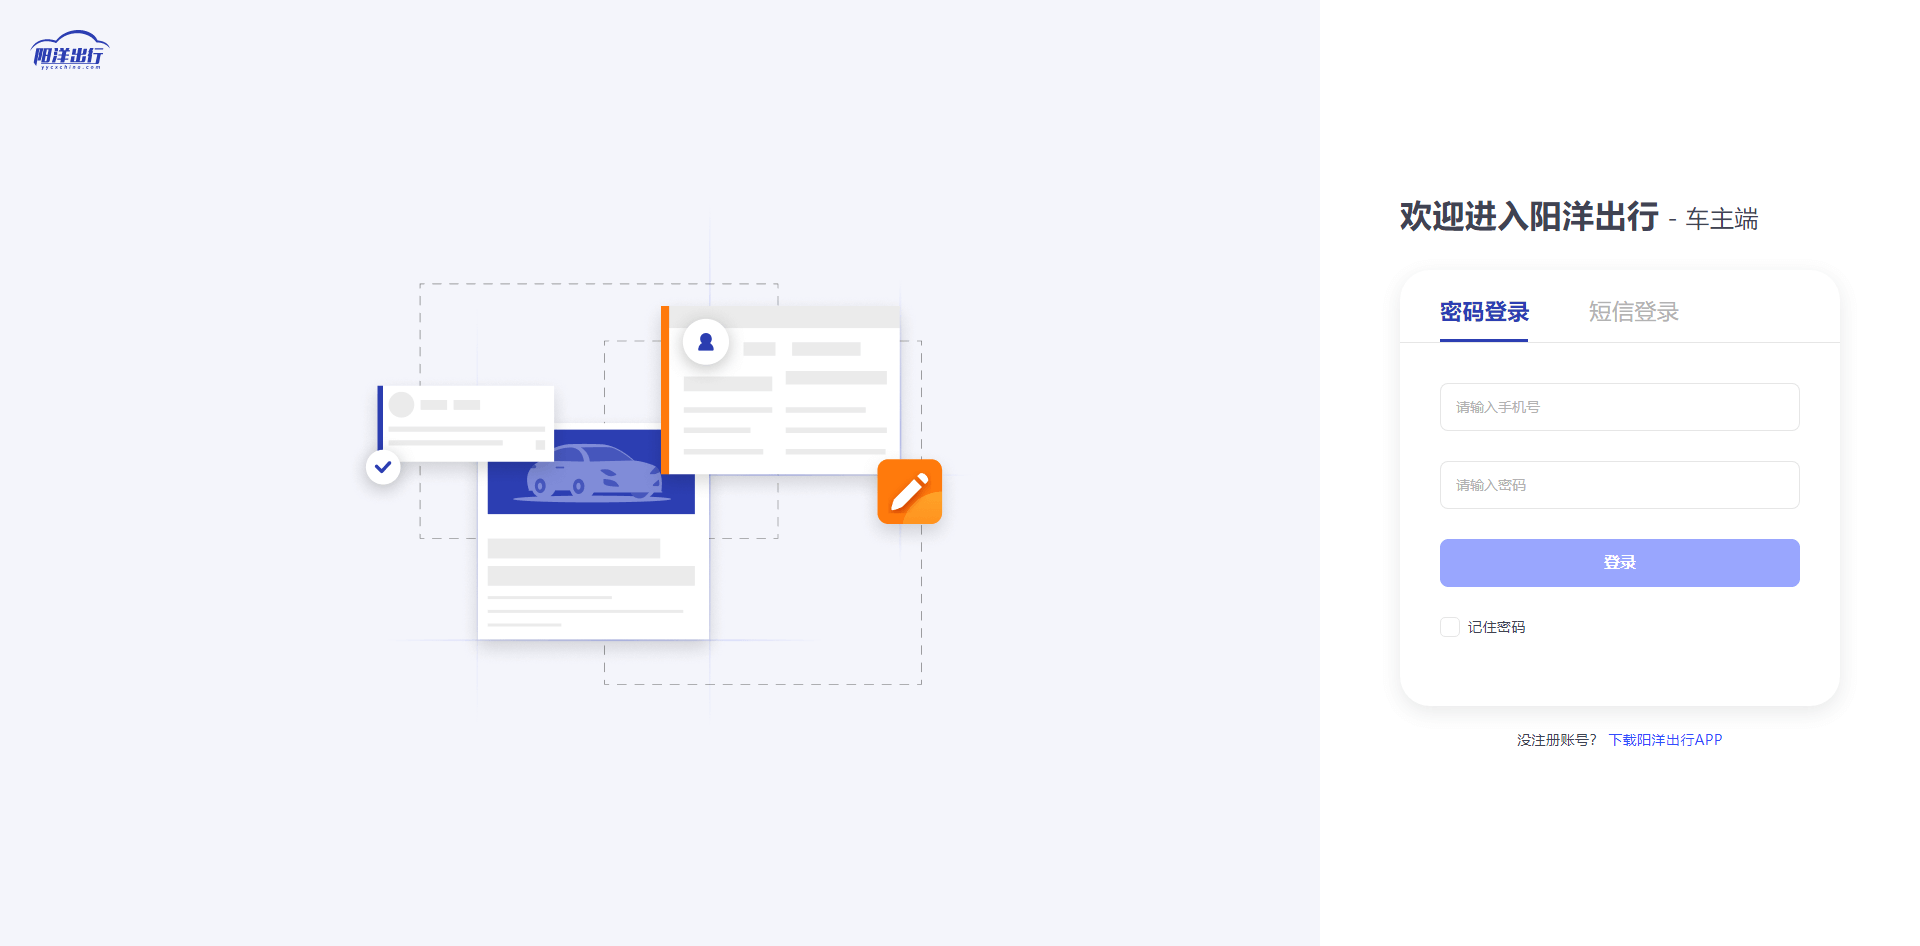 阳洋出行
yycxchina.com
欢迎进入阳洋出行 - 车主端
密码登录 短信登录
请输入手机号
请输入密码
登录
记住密码
没注册账号？ 下载阳洋出行APP